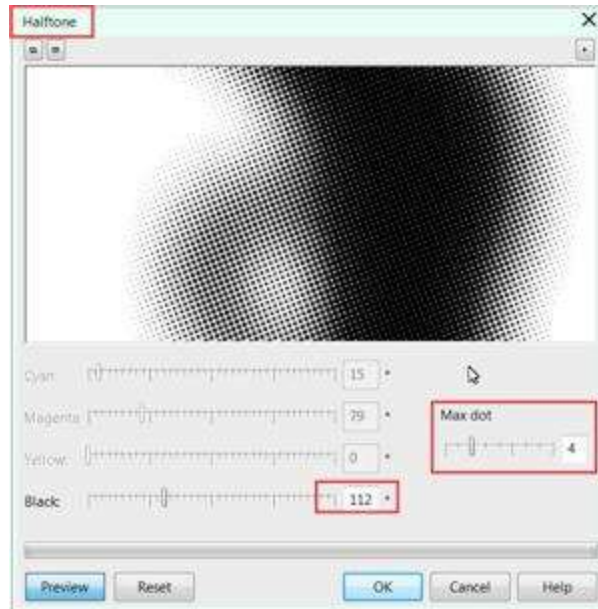 Halftone
Cyan: 15 °
Magenta: 79 °
Max dot
Yellow: 0 °
4
Black: 112 °
Preview Reset OK Cancel Help